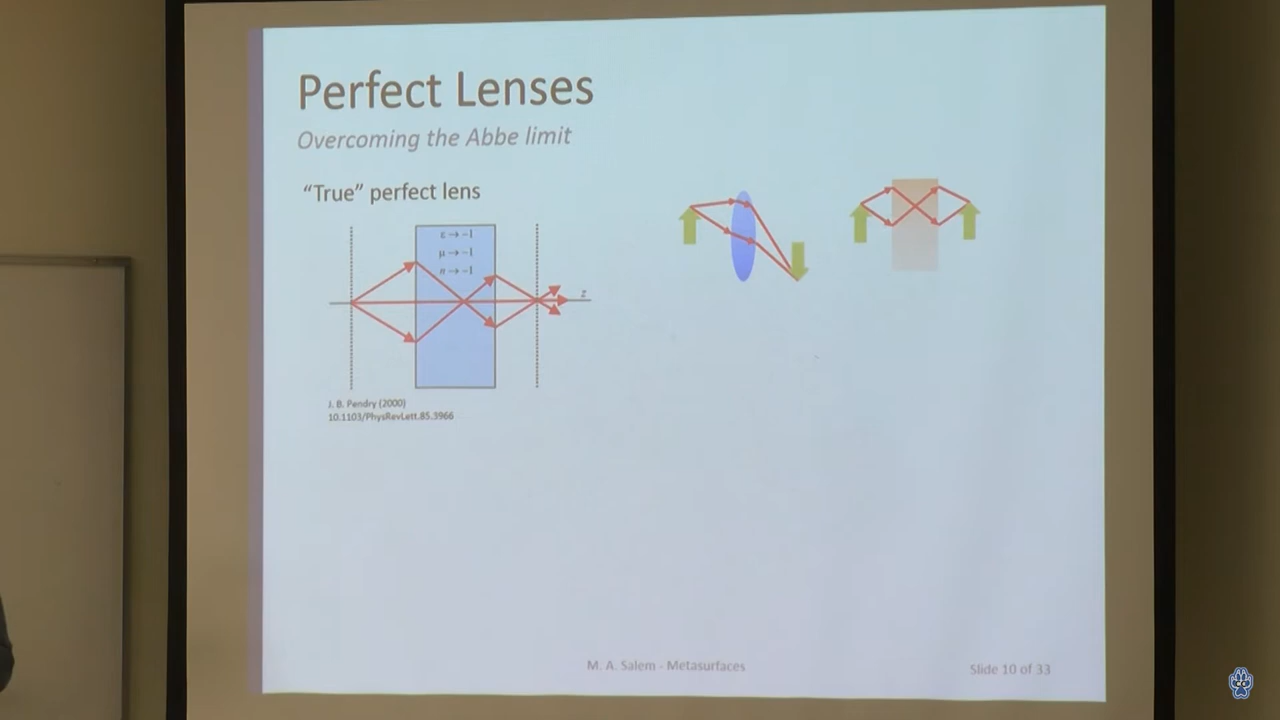 Perfect Lenses
Overcoming the Abbe limit
“True” perfect lens
ε → −1
μ → −1
n → −1
z
J. B. Pendry (2000)
10.1103/PhysRevLett.85.3966
M. A. Salem - Metasurfaces
Slide 10 of 33